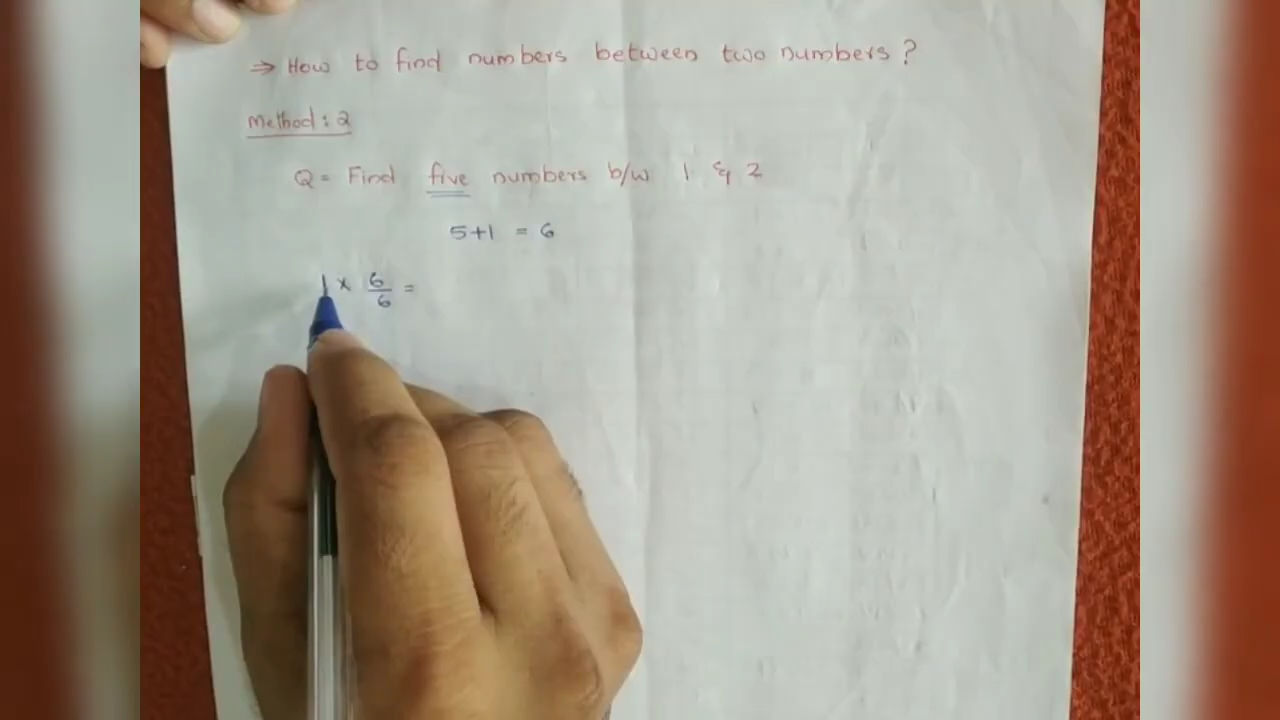 ⇒ How to find numbers between two numbers?
Method : 2
Q = Find five numbers b/w 1 & 2
5+1 = 6
1 × 6/6 =